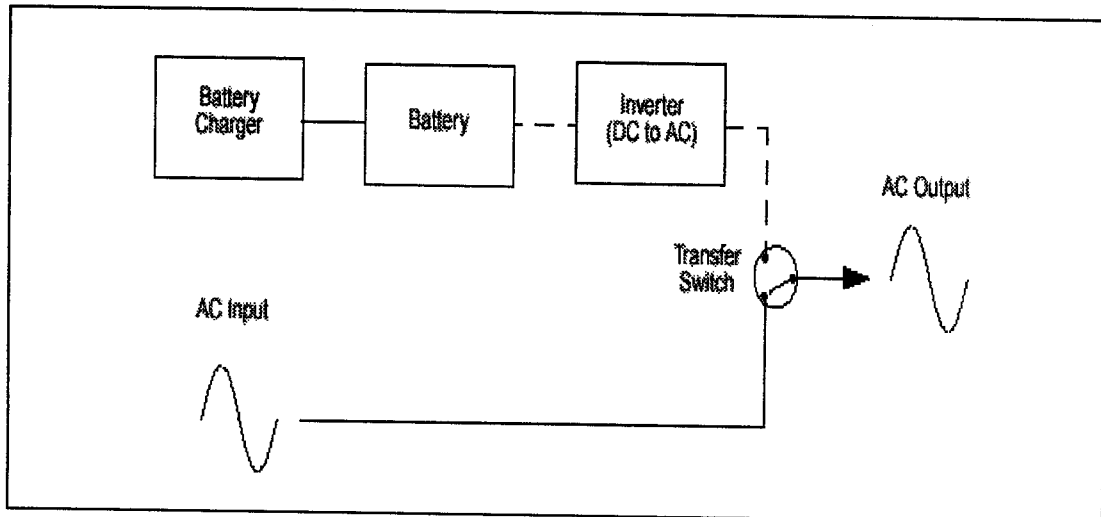 Battery
Charger
Battery
Inverter
(DC to AC)
AC Output
Transfer
Switch
AC Input